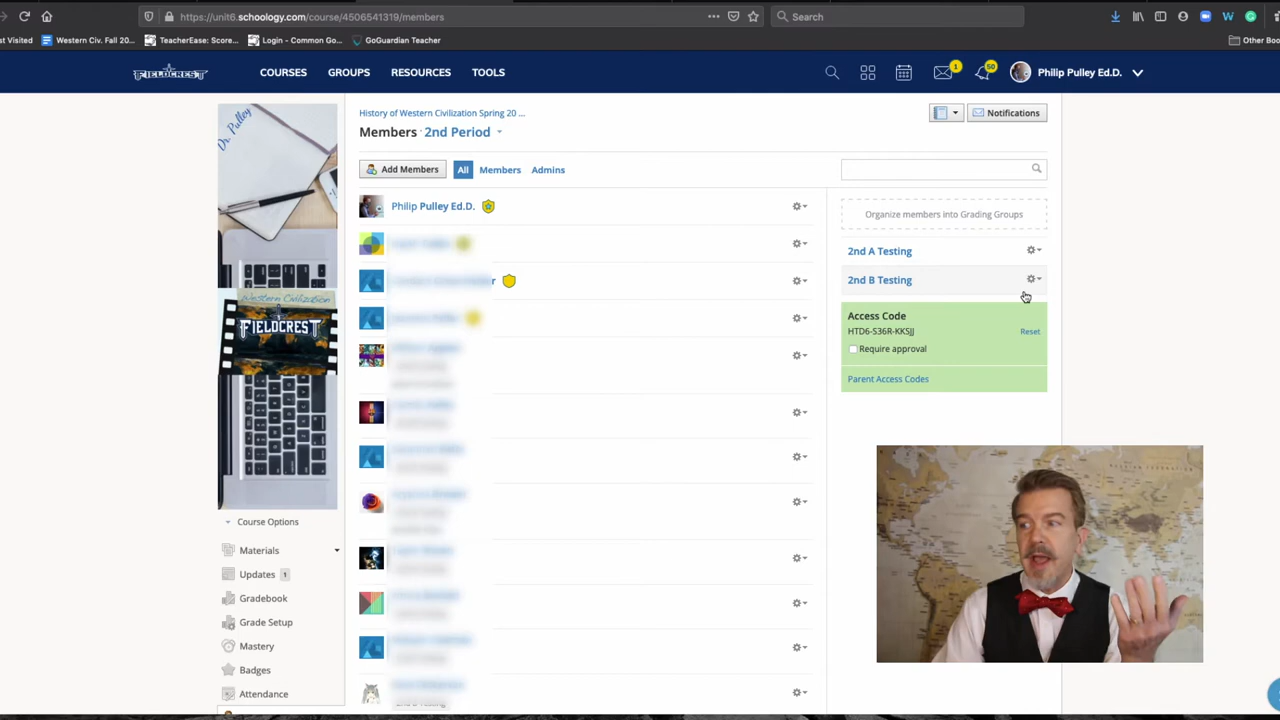 https://unit6.schoology.com/course/4506541319/members
Search
st Visited
Western Civ. Fall 20...
TeacherEase: Score...
Login - Common Go...
GoGuardian Teacher
Other Boo
FIELDCREST
COURSES
GROUPS
RESOURCES
TOOLS
1
50
Philip Pulley Ed.D.
Dr. Pulley
Western Civilization
FIELDCREST
History of Western Civilization Spring 20 ...
Notifications
Members · 2nd Period
Add Members
All
Members
Admins
Philip Pulley Ed.D.
Organize members into Grading Groups
2nd A Testing
2nd B Testing
Access Code
HTD6-S36R-KKSJJ
Reset
Require approval
Parent Access Codes
Course Options
Materials
Updates 1
Gradebook
Grade Setup
Mastery
Badges
Attendance